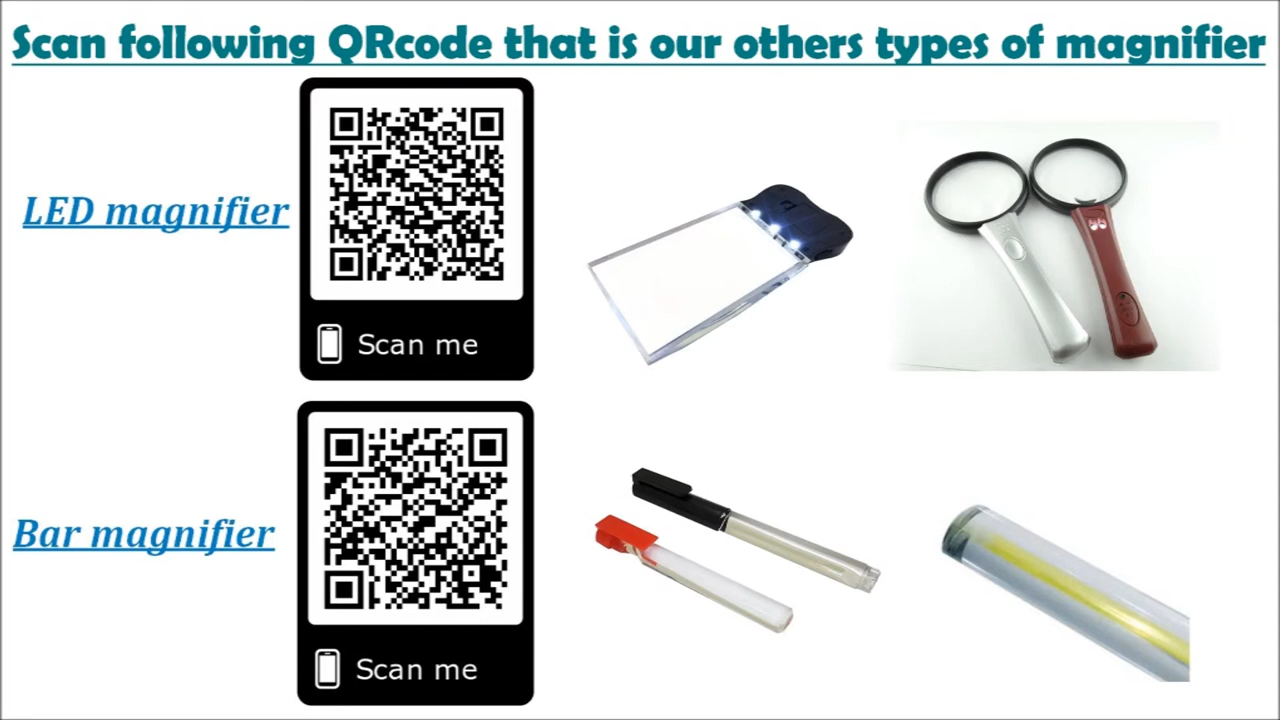 Scan following QRcode that is our others types of magnifier
LED magnifier
Scan me
Bar magnifier
Scan me